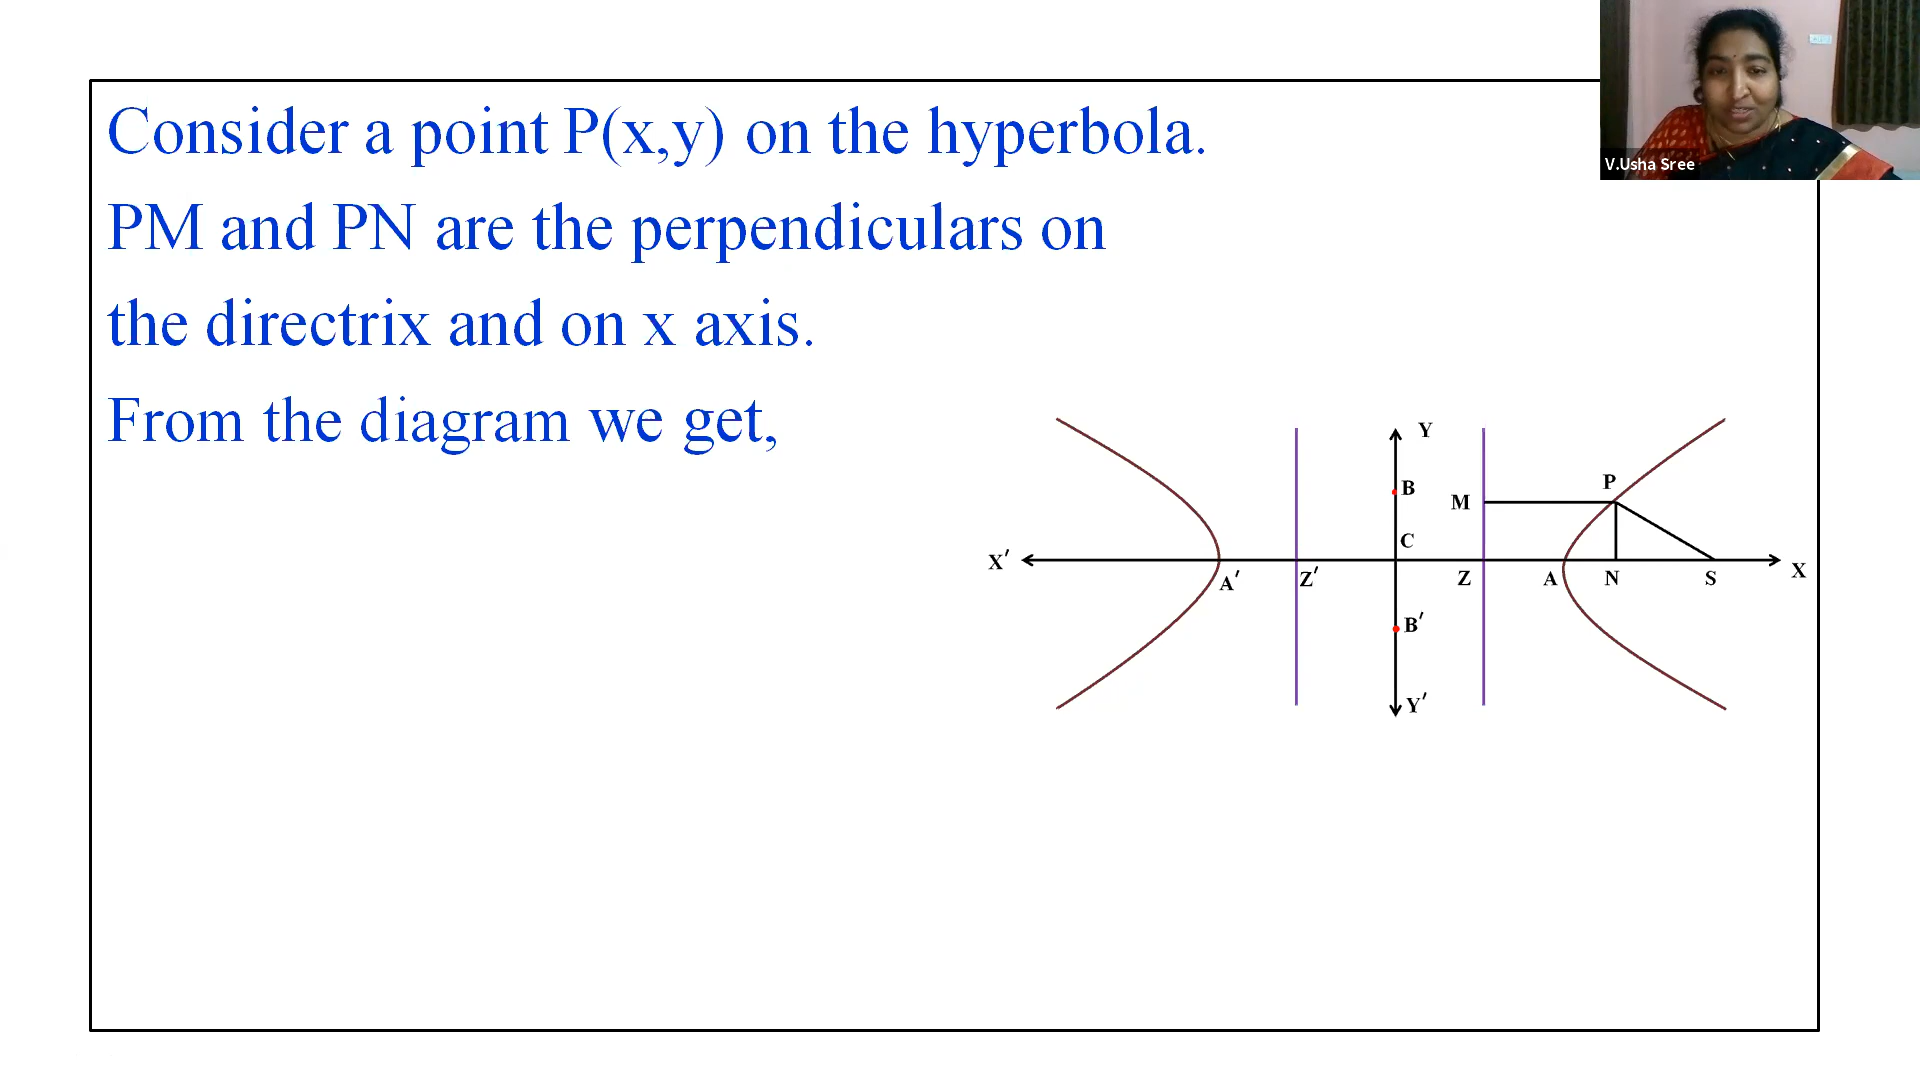 Consider a point P(x,y) on the hyperbola.
PM and PN are the perpendiculars on
the directrix and on x axis.
From the diagram we get,
V.Usha Sree
Y
P
B
M
C
X′
X
A′
Z′
Z
A
N
S
B′
Y′